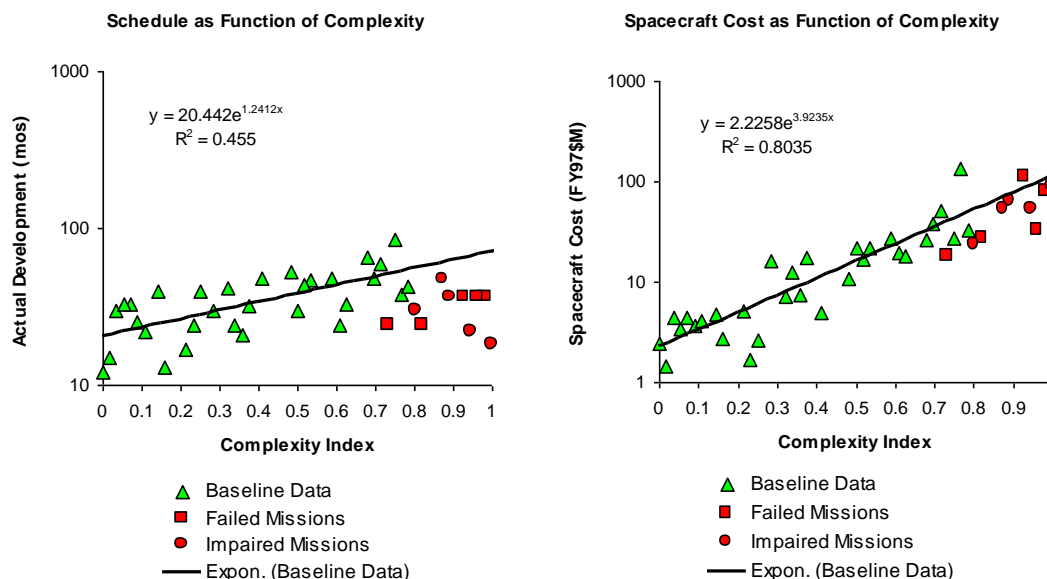 Schedule as Function of Complexity
Actual Development (mos)
1000
100
10
y = 20.442e^1.2412x
R² = 0.455
0 0.1 0.2 0.3 0.4 0.5 0.6 0.7 0.8 0.9 1
Complexity Index
Baseline Data
Failed Missions
Impaired Missions
Expon. (Baseline Data)
Spacecraft Cost as Function of Complexity
Spacecraft Cost (FY97$M)
1000
100
10
1
y = 2.2258e^3.9235x
R² = 0.8035
0 0.1 0.2 0.3 0.4 0.5 0.6 0.7 0.8 0.9
Complexity Index
Baseline Data
Failed Missions
Impaired Missions
Expon. (Baseline Data)